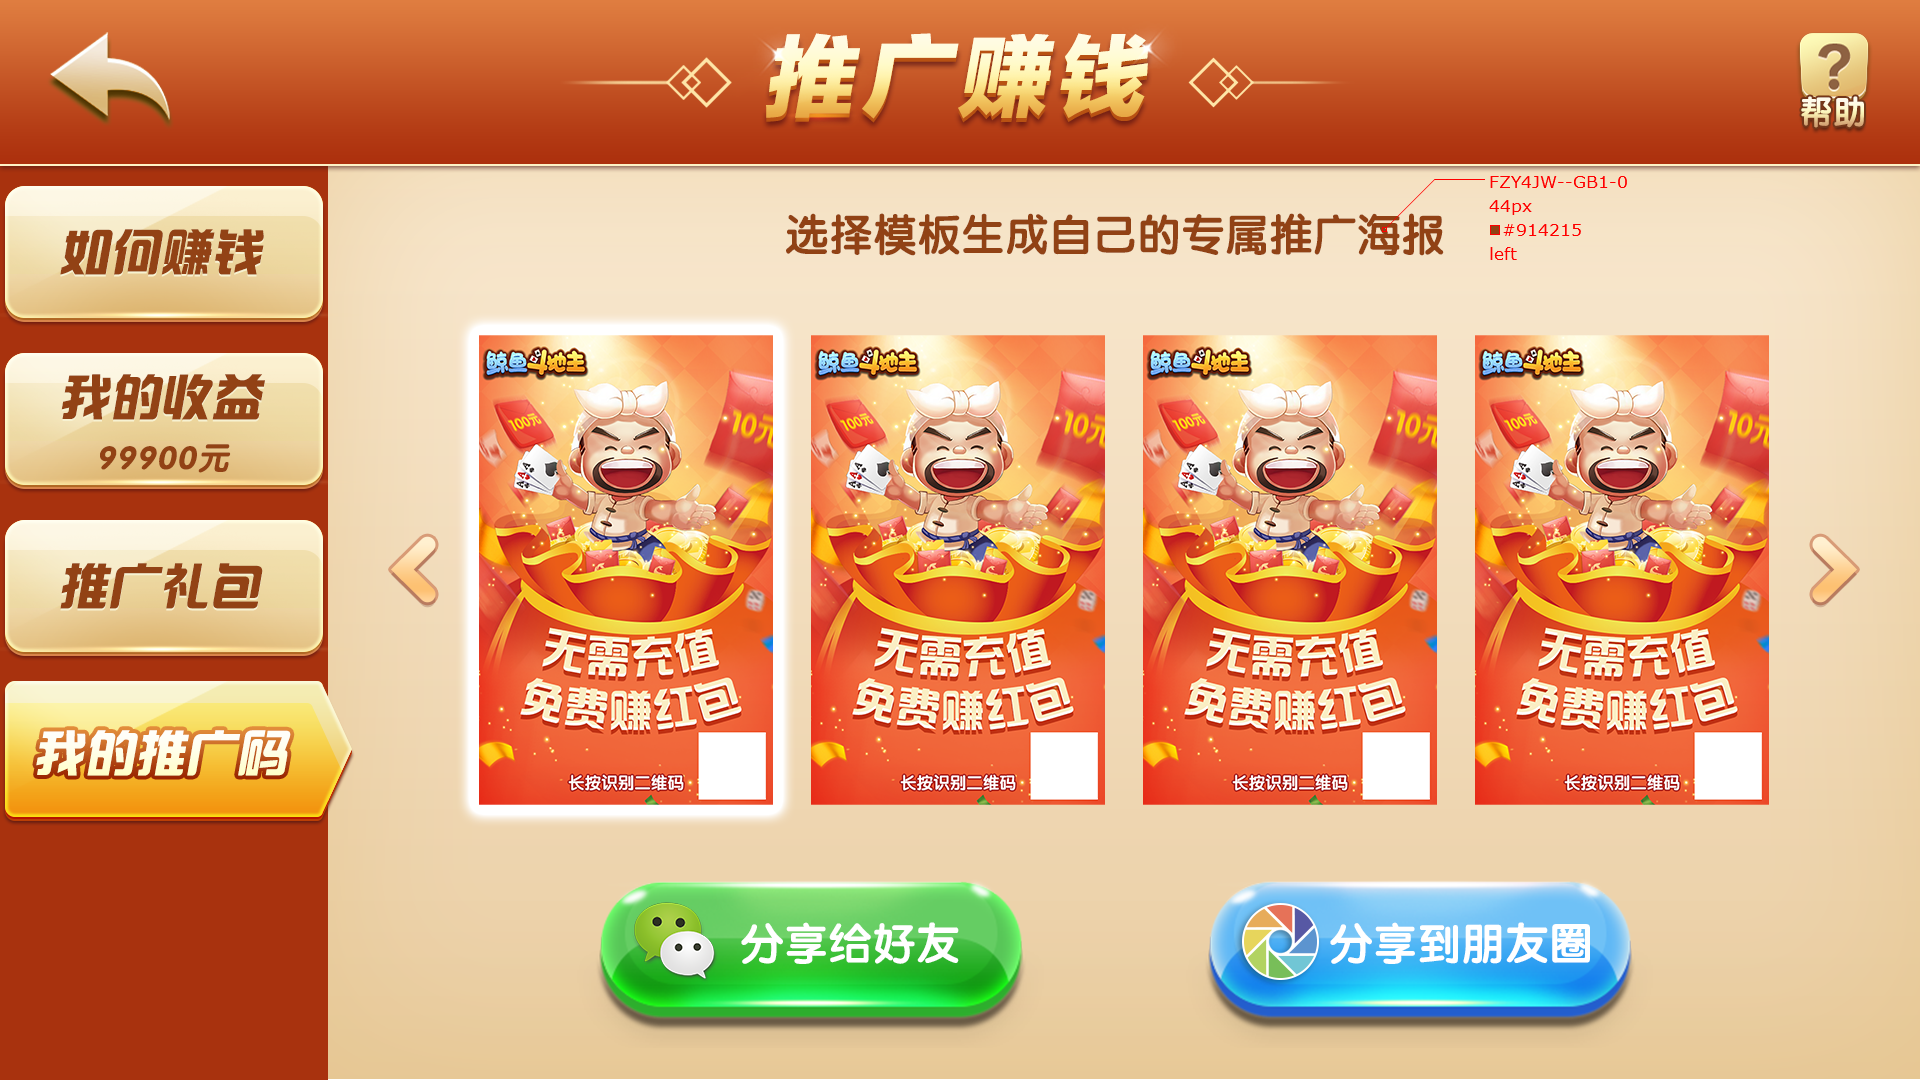 推广赚钱
?
帮助
如何赚钱
我的收益
99900元
推广礼包
我的推广码
选择模板生成自己的专属推广海报
FZY4JW--GB1-0
44px
#914215
left
鲸鱼斗地主
100元
10元
无需充值
免费赚红包
长按识别二维码
鲸鱼斗地主
100元
10元
无需充值
免费赚红包
长按识别二维码
鲸鱼斗地主
100元
10元
无需充值
免费赚红包
长按识别二维码
鲸鱼斗地主
100元
10元
无需充值
免费赚红包
长按识别二维码
分享给好友
分享到朋友圈